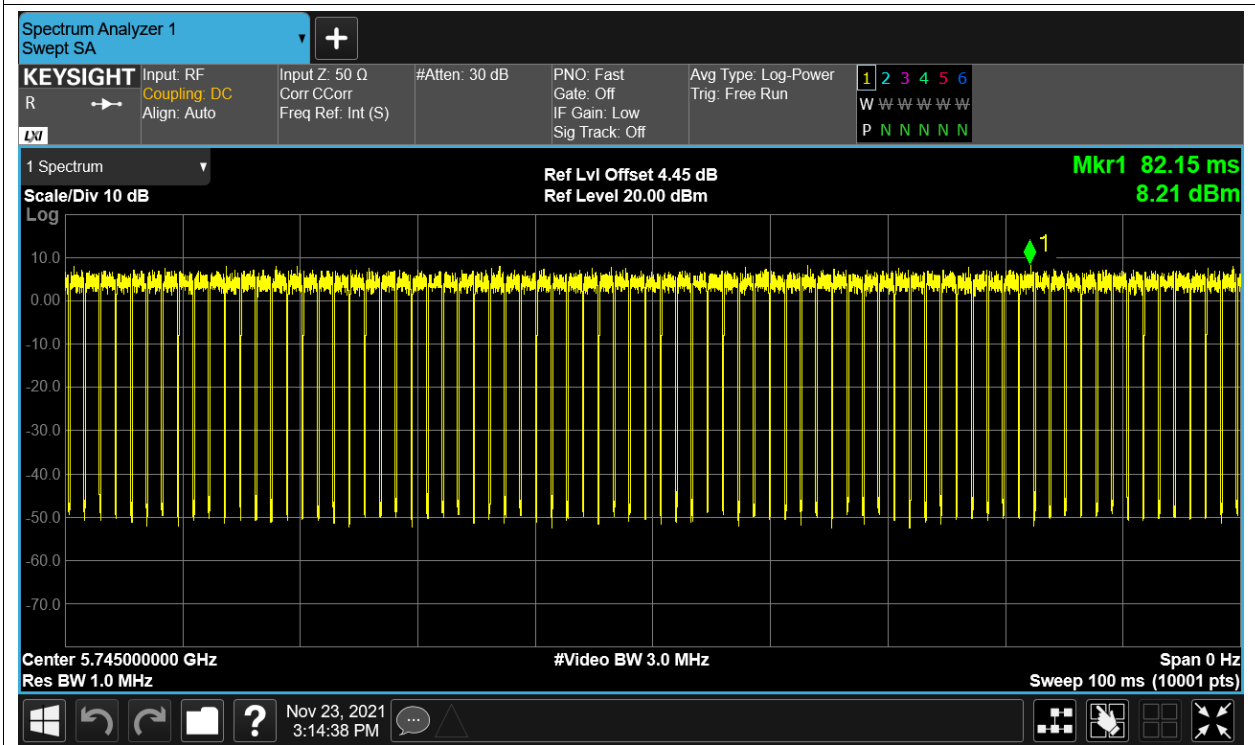 Spectrum Analyzer 1
Swept SA
KEYSIGHT
R
LXI
Input: RF
Coupling: DC
Align: Auto
Input Z: 50 Ω
Corr CCorr
Freq Ref: Int (S)
#Atten: 30 dB
PNO: Fast
Gate: Off
IF Gain: Low
Sig Track: Off
Avg Type: Log-Power
Trig: Free Run
1 2 3 4 5 6
W W W W W W
P N N N N N
1 Spectrum
Scale/Div 10 dB
Ref Lvl Offset 4.45 dB
Ref Level 20.00 dBm
Mkr1 82.15 ms
8.21 dBm
Log
1
10.0
0.00
-10.0
-20.0
-30.0
-40.0
-50.0
-60.0
-70.0
Center 5.745000000 GHz
Res BW 1.0 MHz
#Video BW 3.0 MHz
Span 0 Hz
Sweep 100 ms (10001 pts)
?
Nov 23, 2021
3:14:38 PM